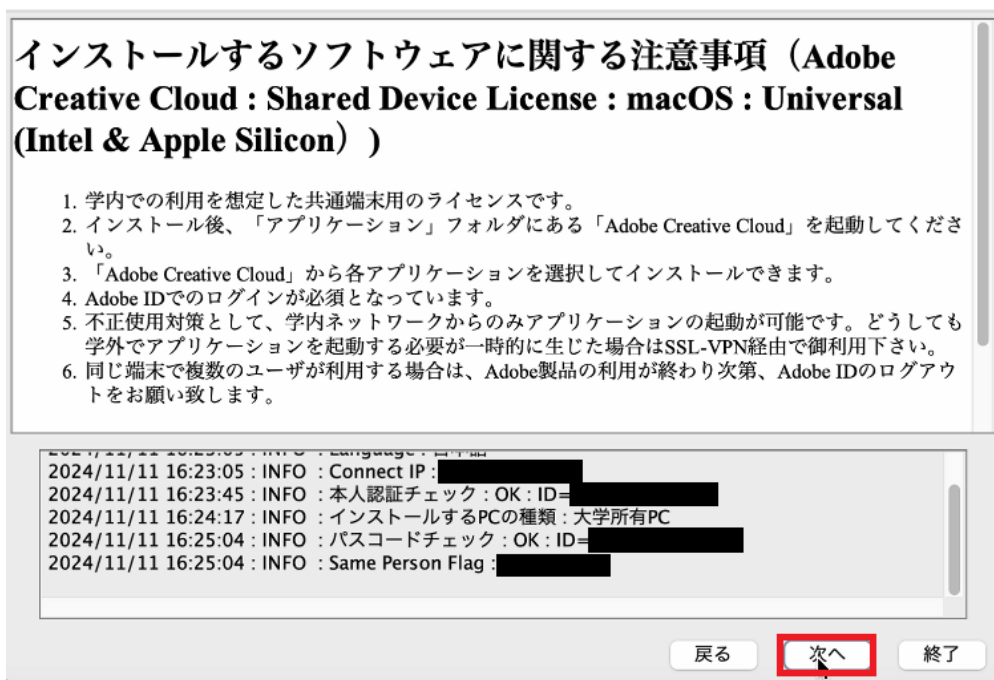 インストールするソフトウェアに関する注意事項（Adobe
Creative Cloud : Shared Device License : macOS : Universal
(Intel & Apple Silicon））
1. 学内での利用を想定した共通端末用のライセンスです。
2. インストール後、「アプリケーション」フォルダにある「Adobe Creative Cloud」を起動してくださ
い。
3. 「Adobe Creative Cloud」から各アプリケーションを選択してインストールできます。
4. Adobe IDでのログインが必須となっています。
5. 不正使用対策として、学内ネットワークからのみアプリケーションの起動が可能です。どうしても
学外でアプリケーションを起動する必要が一時的に生じた場合はSSL-VPN経由で御利用下さい。
6. 同じ端末で複数のユーザが利用する場合は、Adobe製品の利用が終わり次第、Adobe IDのログアウ
トをお願い致します。
2024/11/11 16:23:05 : INFO : Language : 日本語
2024/11/11 16:23:05 : INFO : Connect IP :
2024/11/11 16:23:45 : INFO : 本人認証チェック : OK : ID=
2024/11/11 16:24:17 : INFO : インストールするPCの種類 : 大学所有PC
2024/11/11 16:25:04 : INFO : パスコードチェック : OK : ID=
2024/11/11 16:25:04 : INFO : Same Person Flag :
戻る
次へ
終了